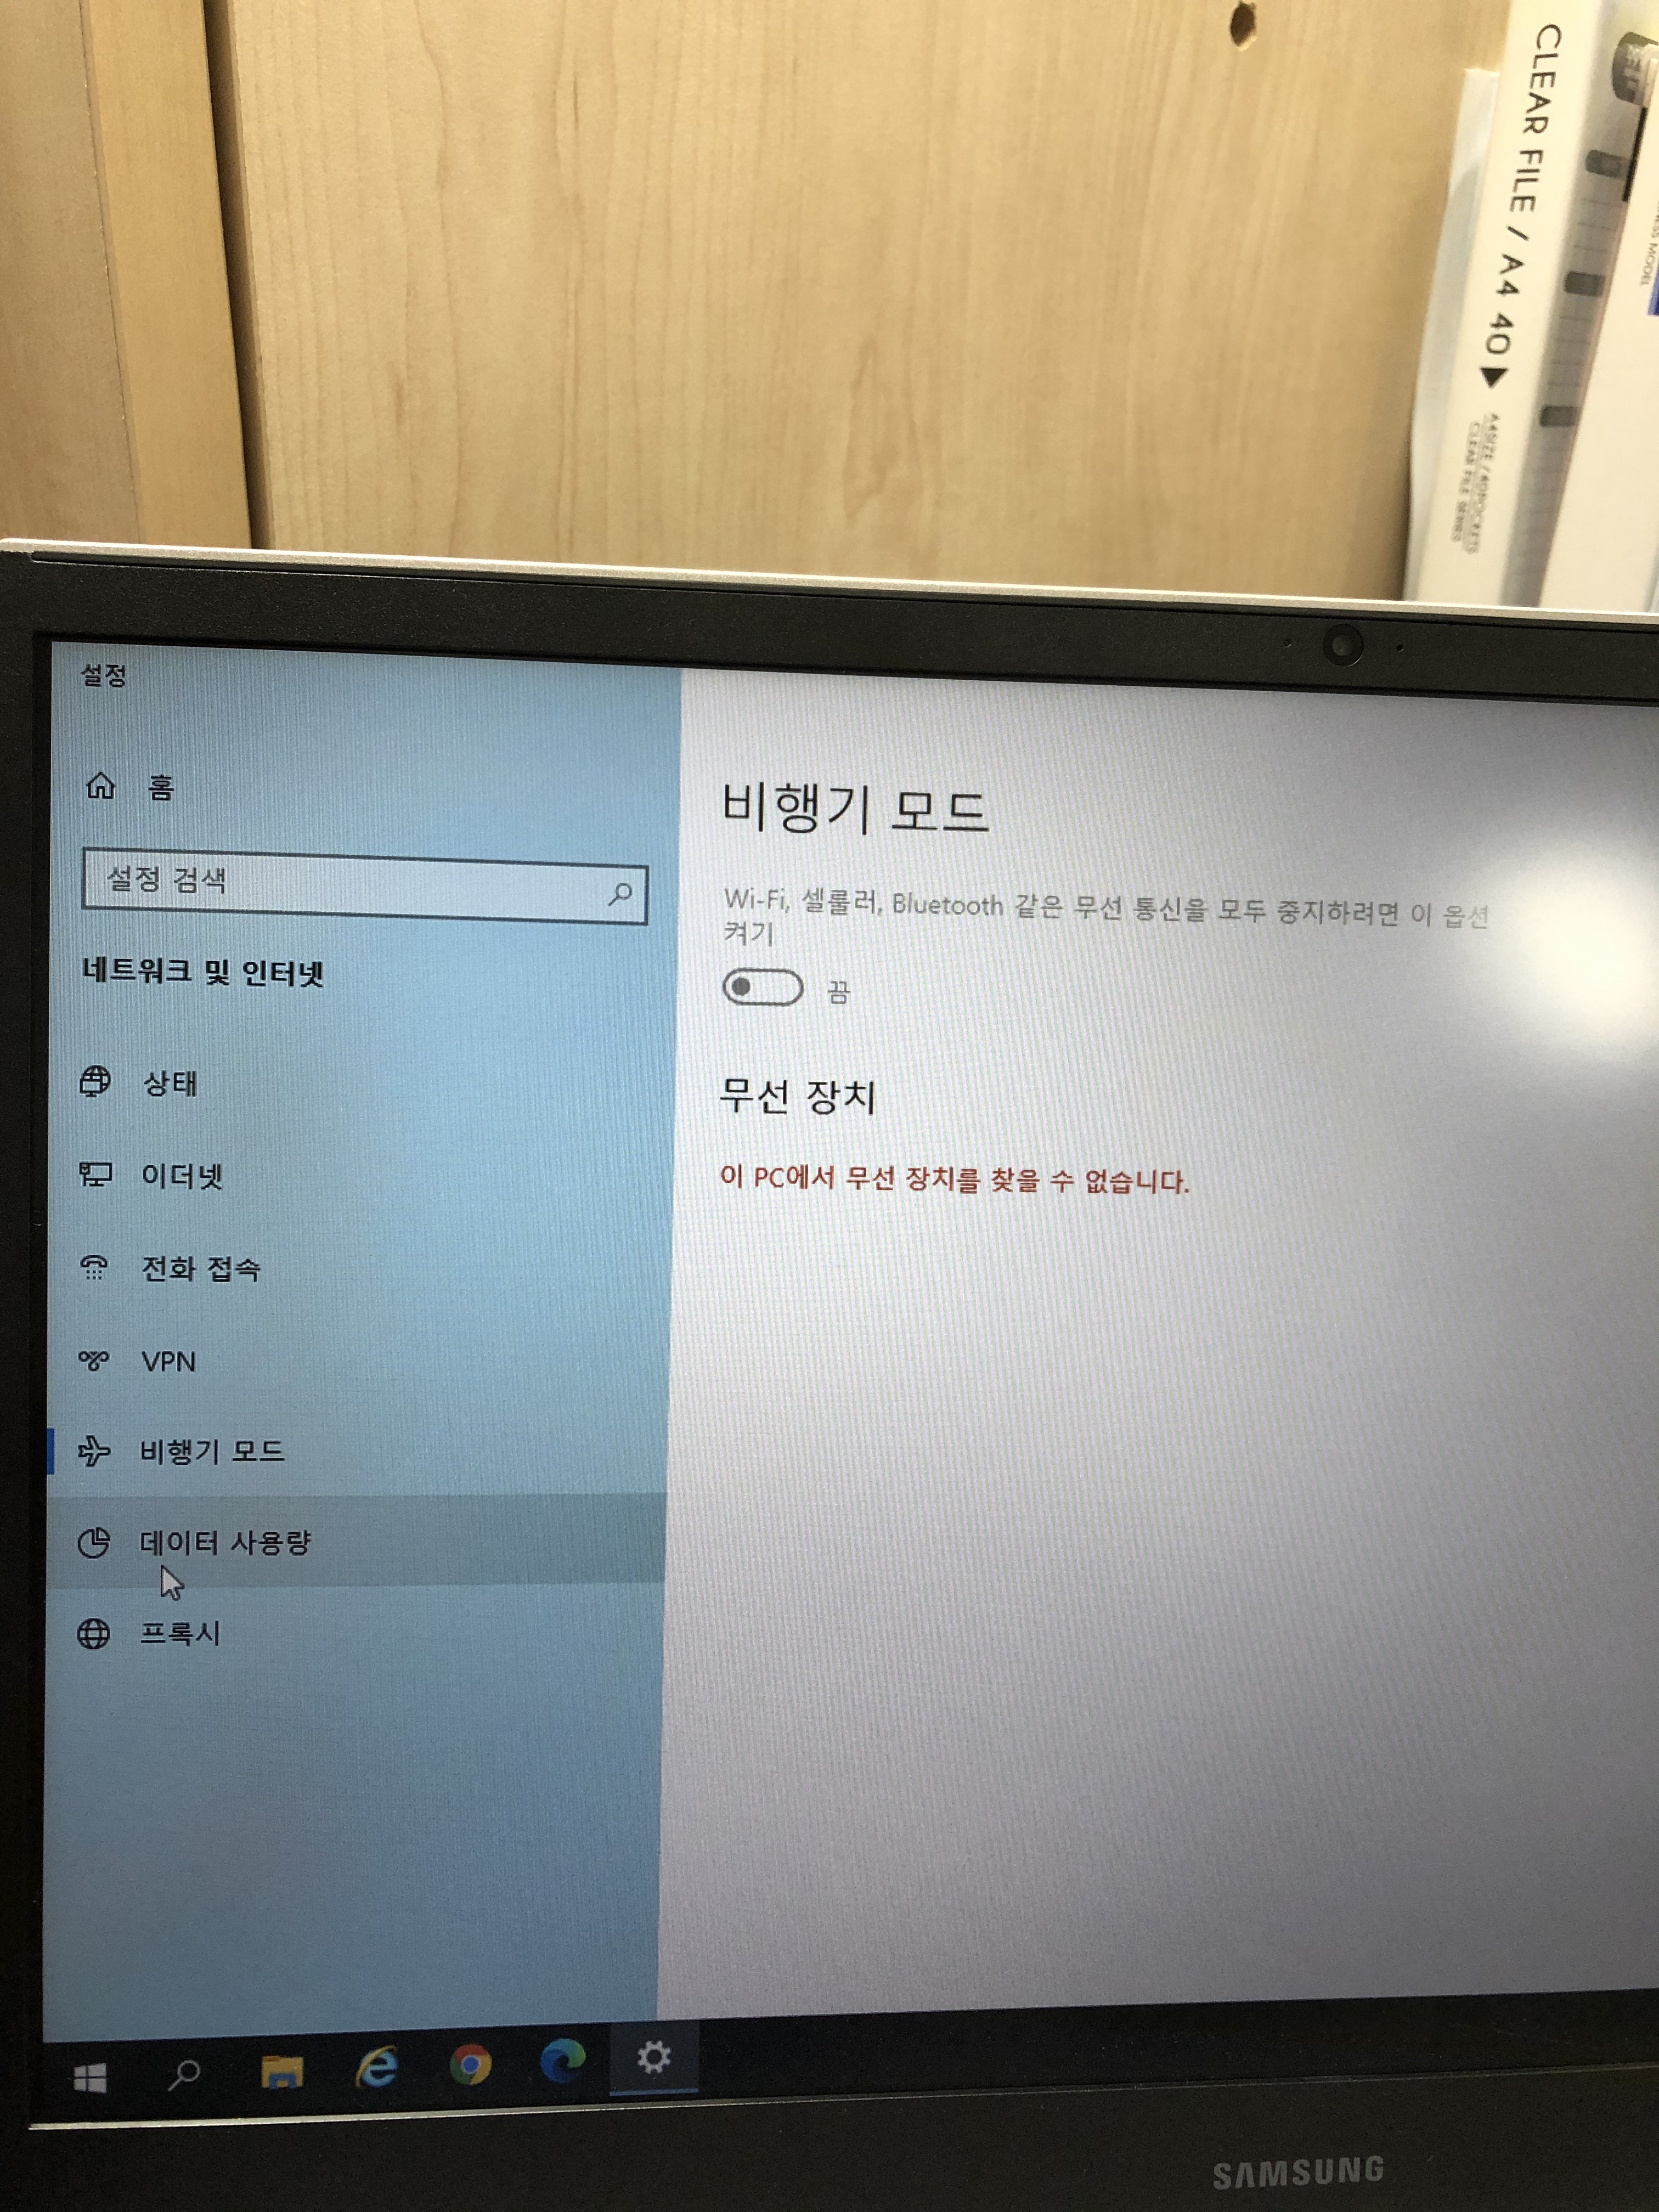 CLEAR FILE / A4 40▶
A4SIZE / 40POCKETS
CLEAR FILE SERIES
설정
홈
설정 검색
네트워크 및 인터넷
상태
이더넷
전화 접속
VPN
비행기 모드
데이터 사용량
프록시
비행기 모드
Wi-Fi, 셀룰러, Bluetooth 같은 무선 통신을 모두 중지하려면 이 옵션
켜기
끔
무선 장치
이 PC에서 무선 장치를 찾을 수 없습니다.
SAMSUNG